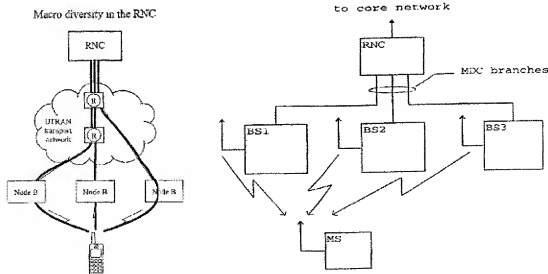 Macro diversity in the RNC
RNC
R
UTRAN
transport
network
R
Node B
Node B
Node B
to core network
RNC
MDC branches
BS1
BS2
BS3
MS